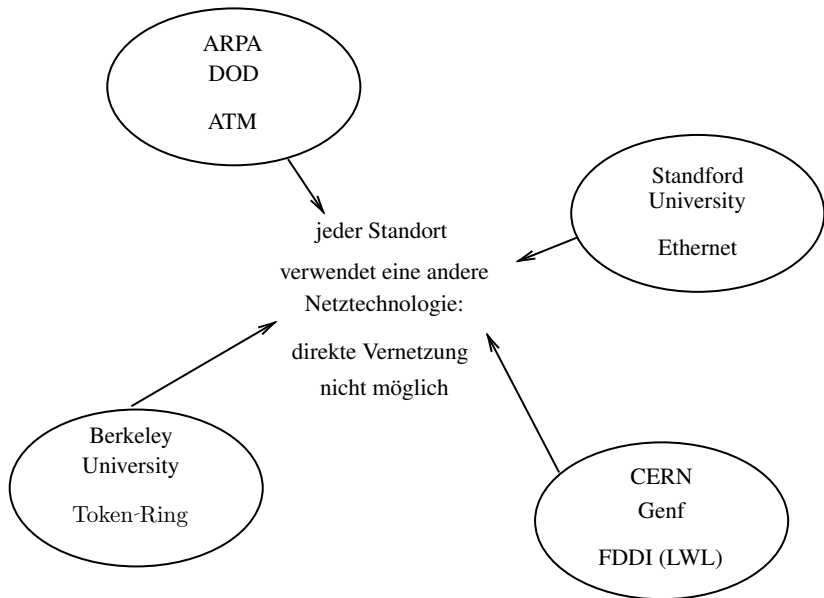 ARPA
DOD
ATM
Standford
University
Ethernet
jeder Standort
verwendet eine andere
Netztechnologie:
direkte Vernetzung
nicht möglich
Berkeley
University
Token-Ring
CERN
Genf
FDDI (LWL)